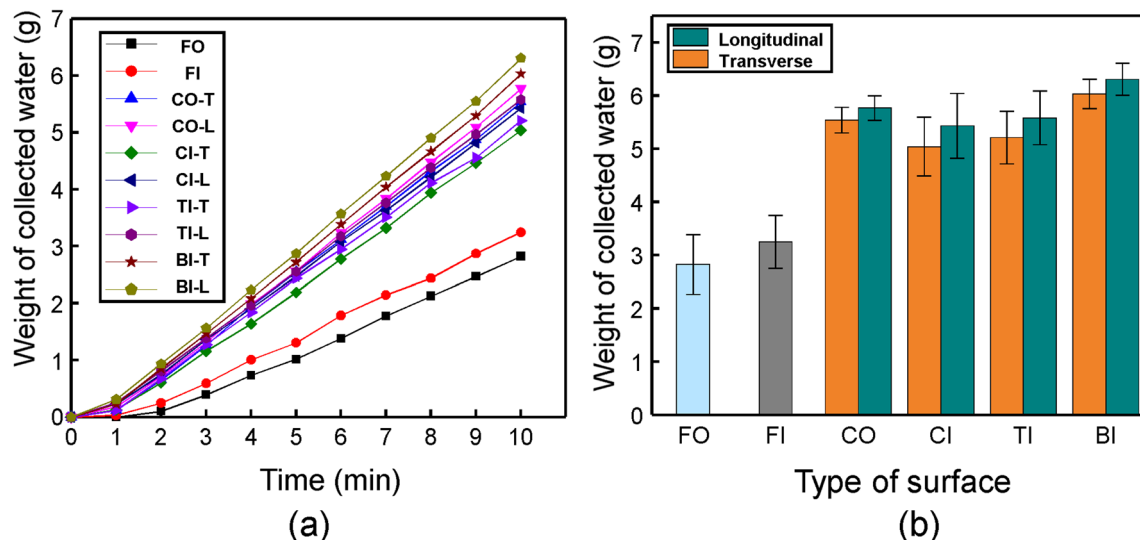 Weight of collected water (g)
7
6
5
4
3
2
1
0
FO
FI
CO-T
CO-L
CI-T
CI-L
TI-T
TI-L
BI-T
BI-L
0 1 2 3 4 5 6 7 8 9 10
Time (min)
(a)
Weight of collected water (g)
7
6
5
4
3
2
1
0
Longitudinal
Transverse
FO FI CO CI TI BI
Type of surface
(b)